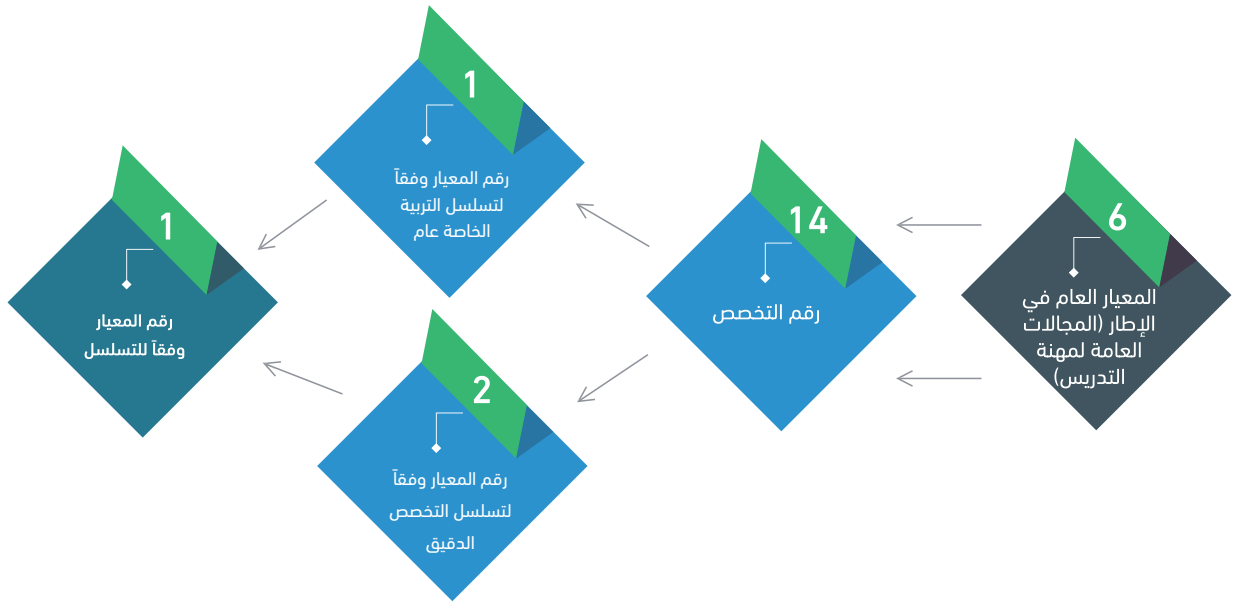 6
المعيار العام في
الإطار (المجالات
العامة لمهنة
التدريس)
14
رقم التخصص
1
رقم المعيار وفقاً
لتسلسل التربية
الخاصة عام
2
رقم المعيار وفقاً
لتسلسل التخصص
الدقيق
1
رقم المعيار
وفقاً للتسلسل